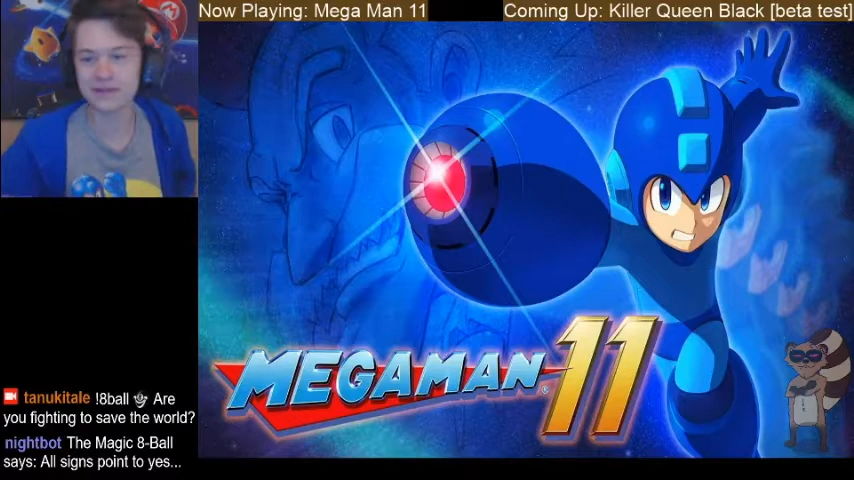 Now Playing: Mega Man 11
Coming Up: Killer Queen Black [beta test]
MEGAMAN 11
tanukitale !8ball Are
you fighting to save the world?
nightbot The Magic 8-Ball
says: All signs point to yes...